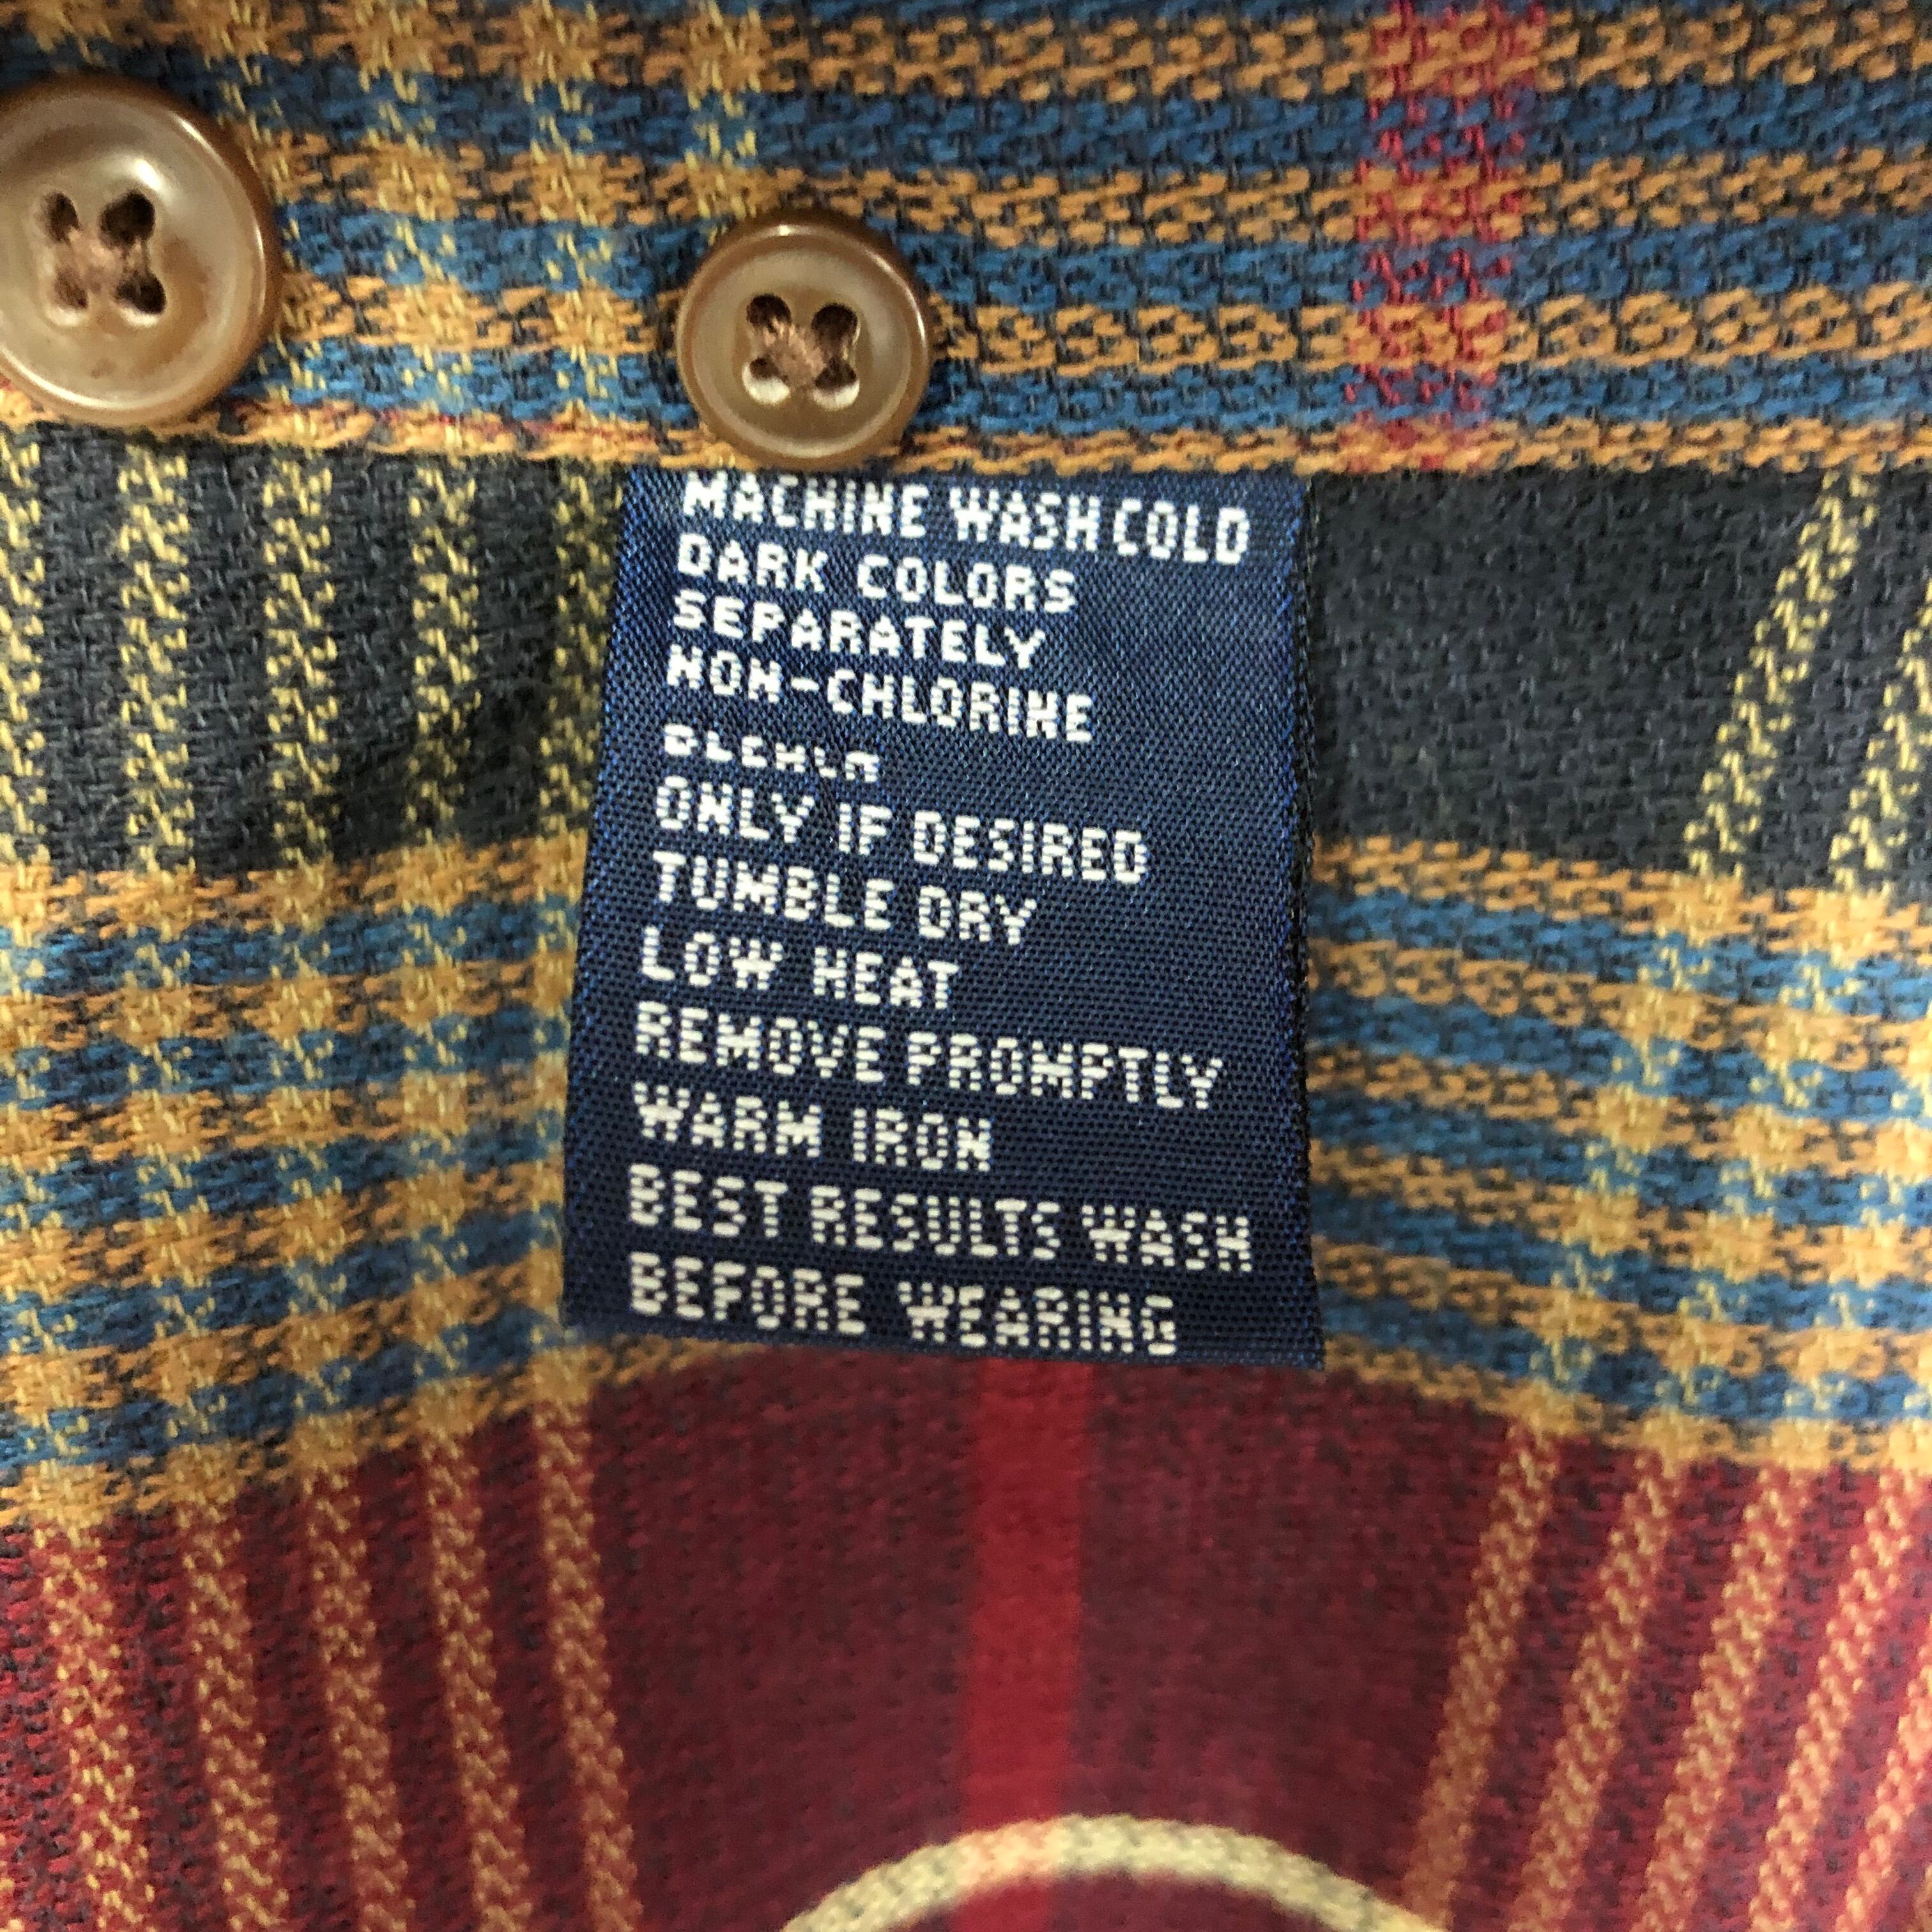 MACHINE WASH COLD
DARK COLORS
SEPARATELY
NON-CHLORINE
BLEACH
ONLY IF DESIRED
TUMBLE DRY
LOW HEAT
REMOVE PROMPTLY
WARM IRON
BEST RESULTS WASH
BEFORE WEARING